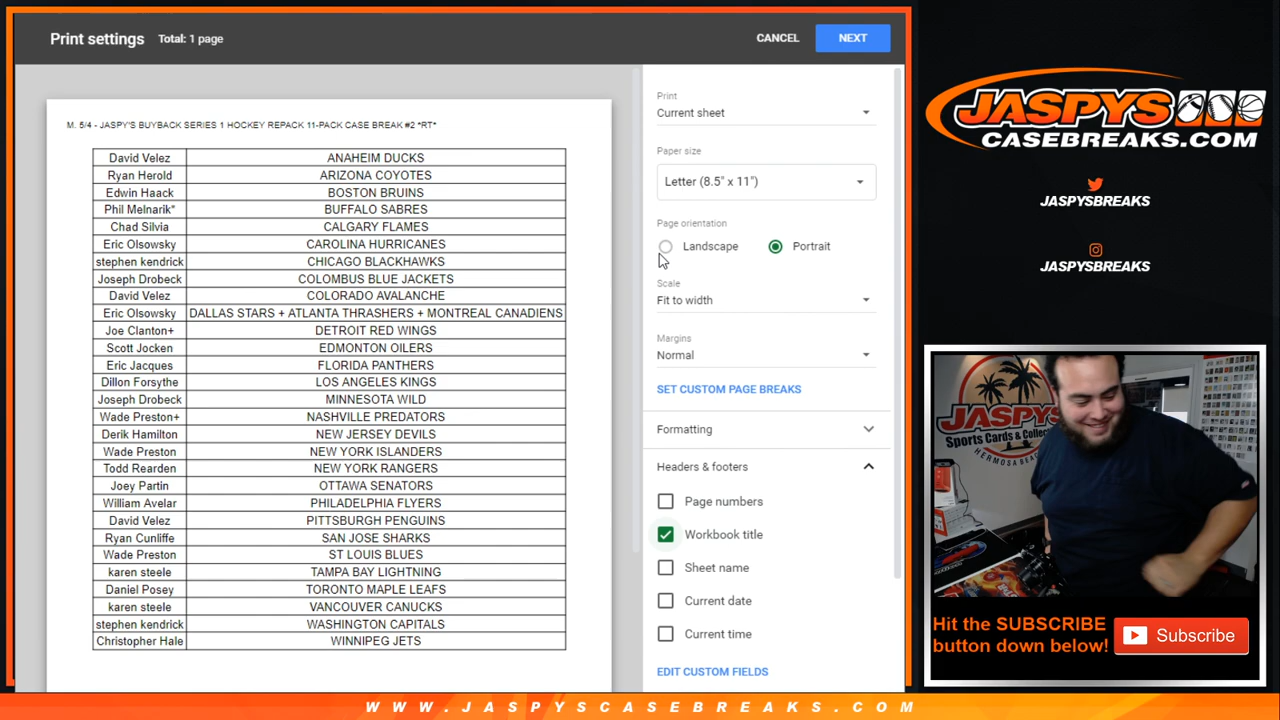 Print settings Total: 1 page CANCEL NEXT
M. 5/4 - JASPY'S BUYBACK SERIES 1 HOCKEY REPACK 11-PACK CASE BREAK #2 *RT*
David Velez ANAHEIM DUCKS
Ryan Herold ARIZONA COYOTES
Edwin Haack BOSTON BRUINS
Phil Melnarik* BUFFALO SABRES
Chad Silvia CALGARY FLAMES
Eric Olsowsky CAROLINA HURRICANES
stephen kendrick CHICAGO BLACKHAWKS
Joseph Drobeck COLOMBUS BLUE JACKETS
David Velez COLORADO AVALANCHE
Eric Olsowsky DALLAS STARS + ATLANTA THRASHERS + MONTREAL CANADIENS
Joe Clanton+ DETROIT RED WINGS
Scott Jocken EDMONTON OILERS
Eric Jacques FLORIDA PANTHERS
Dillon Forsythe LOS ANGELES KINGS
Joseph Drobeck MINNESOTA WILD
Wade Preston+ NASHVILLE PREDATORS
Derik Hamilton NEW JERSEY DEVILS
Wade Preston NEW YORK ISLANDERS
Todd Rearden NEW YORK RANGERS
Joey Partin OTTAWA SENATORS
William Avelar PHILADELPHIA FLYERS
David Velez PITTSBURGH PENGUINS
Ryan Cunliffe SAN JOSE SHARKS
Wade Preston ST LOUIS BLUES
karen steele TAMPA BAY LIGHTNING
Daniel Posey TORONTO MAPLE LEAFS
karen steele VANCOUVER CANUCKS
stephen kendrick WASHINGTON CAPITALS
Christopher Hale WINNIPEG JETS
Print
Current sheet
Paper size
Letter (8.5" x 11")
Page orientation
Landscape Portrait
Scale
Fit to width
Margins
Normal
SET CUSTOM PAGE BREAKS
Formatting
Headers & footers
Page numbers
Workbook title
Sheet name
Current date
Current time
EDIT CUSTOM FIELDS
JASPYS
CASEBREAKS.COM
JASPYSBREAKS
JASPYSBREAKS
JASPYS
Sports Cards & Collec
HERMOSA BEAC
Hit the SUBSCRIBE
button down below!
Subscribe
WWW.JASPYSCASEBREAKS.COM